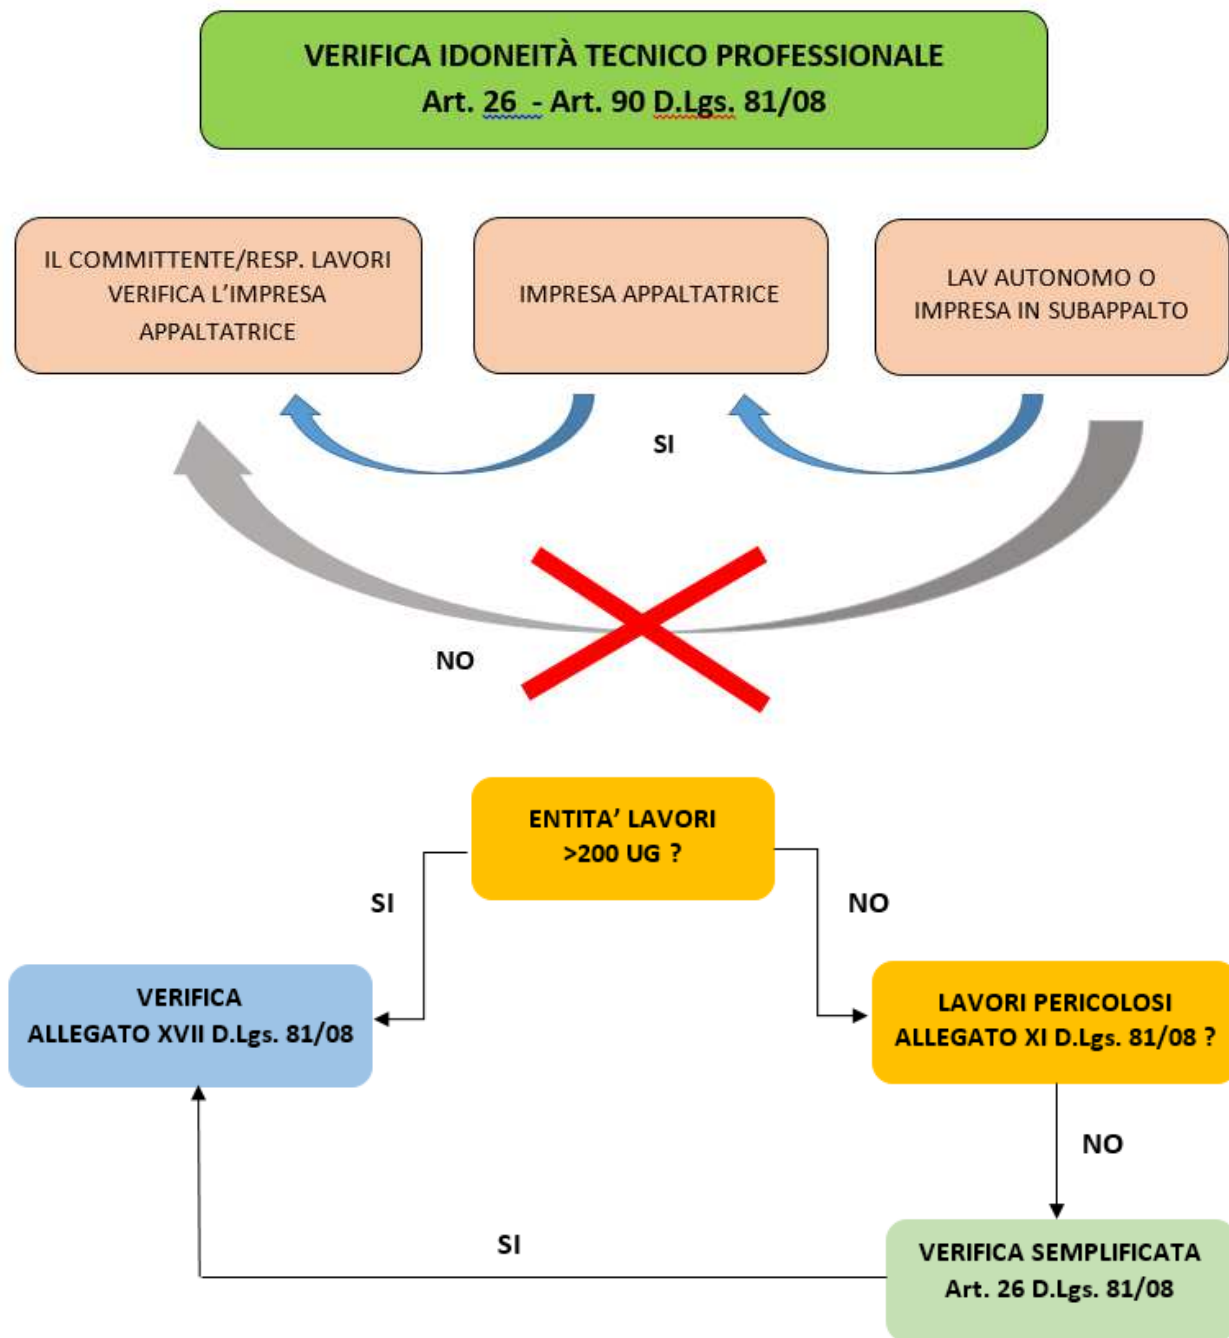 VERIFICA IDONEITÀ TECNICO PROFESSIONALE
Art. 26 - Art. 90 D.Lgs. 81/08
IL COMMITTENTE/RESP. LAVORI
VERIFICA L'IMPRESA
APPALTATRICE
IMPRESA APPALTATRICE
LAV AUTONOMO O
IMPRESA IN SUBAPPALTO
SI
NO
ENTITA' LAVORI
>200 UG ?
SI
NO
VERIFICA
ALLEGATO XVII D.Lgs. 81/08
LAVORI PERICOLOSI
ALLEGATO XI D.Lgs. 81/08 ?
NO
SI
VERIFICA SEMPLIFICATA
Art. 26 D.Lgs. 81/08